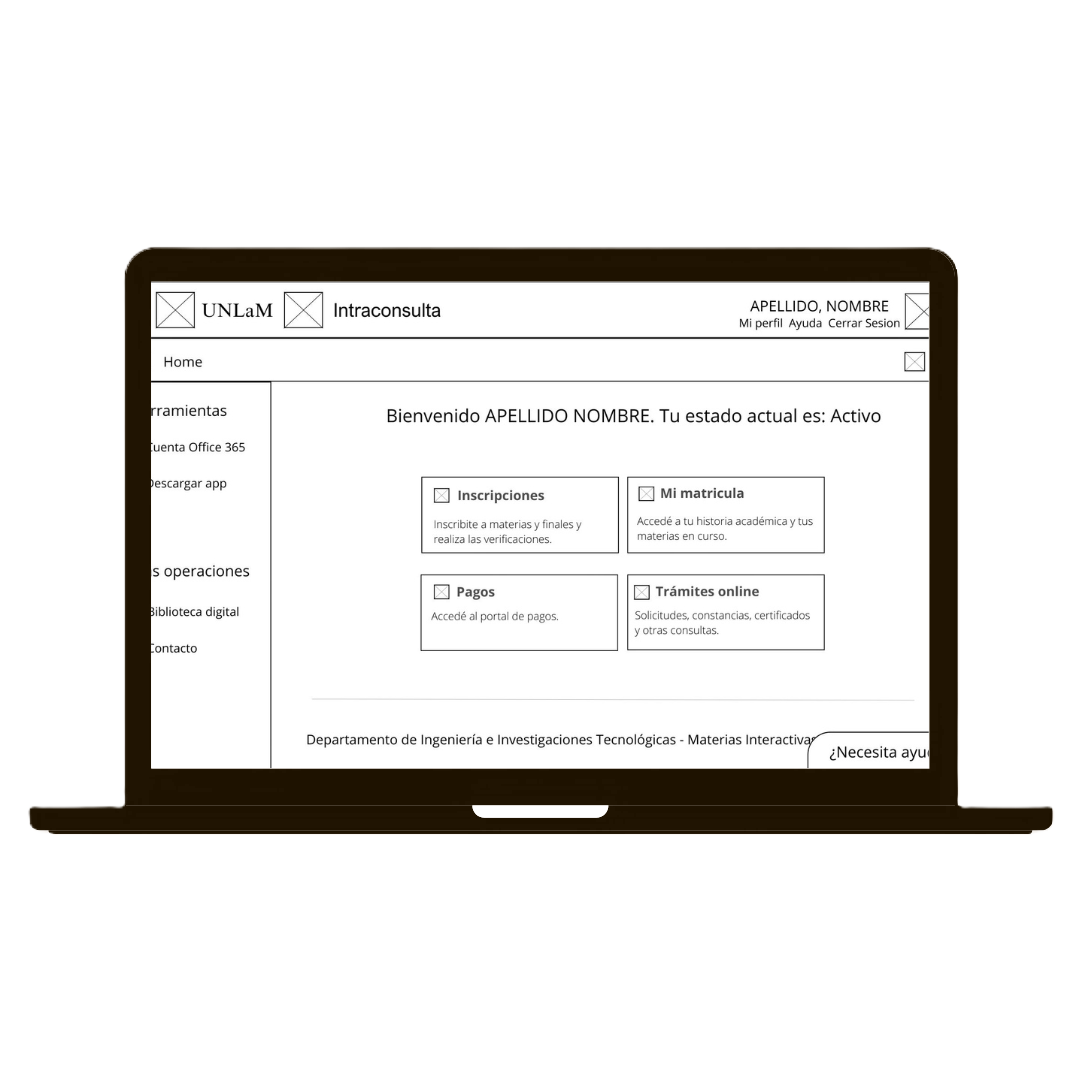 UNLaM Intraconsulta
APELLIDO, NOMBRE
Mi perfil Ayuda Cerrar Sesion
Home
rramientas
Cuenta Office 365
Descargar app
s operaciones
Biblioteca digital
Contacto
Bienvenido APELLIDO NOMBRE. Tu estado actual es: Activo
Inscripciones
Inscribite a materias y finales y
realiza las verificaciones.
Mi matricula
Accedé a tu historia académica y tus
materias en curso.
Pagos
Accedé al portal de pagos.
Trámites online
Solicitudes, constancias, certificados
y otras consultas.
Departamento de Ingeniería e Investigaciones Tecnológicas - Materias Interactivas
¿Necesita ayu